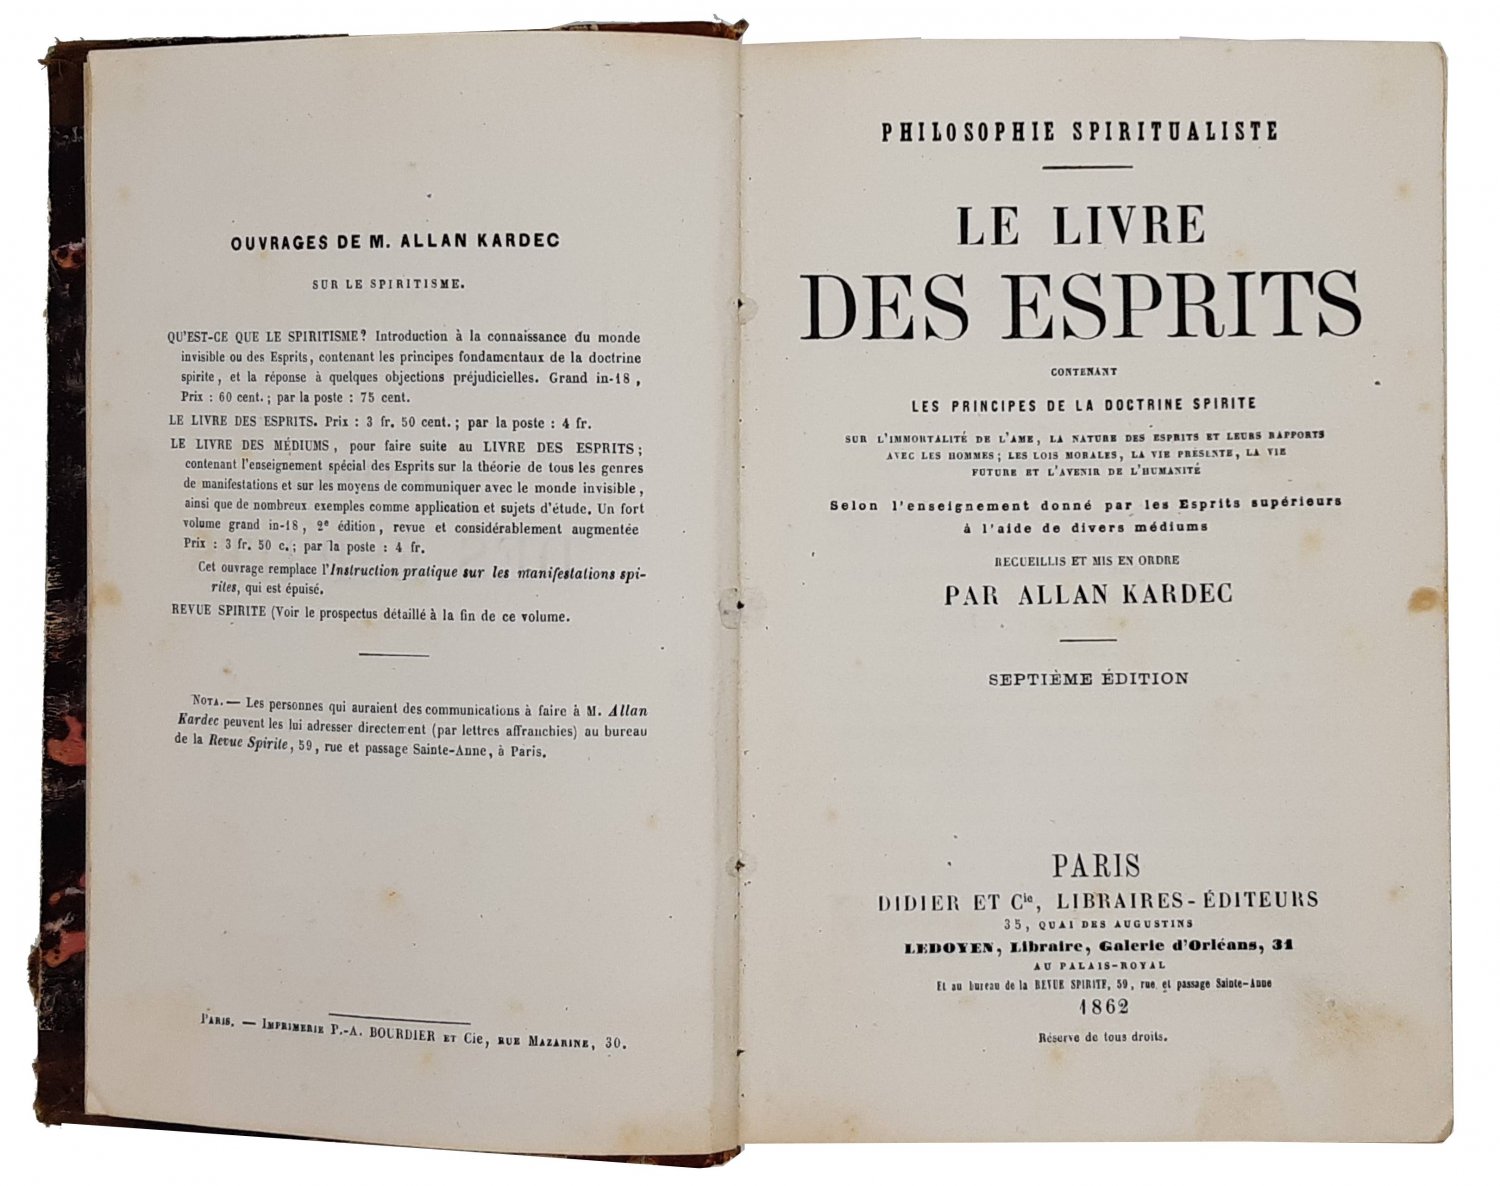 OUVRAGES DE M. ALLAN KARDEC
SUR LE SPIRITISME.
QU'EST-CE QUE LE SPIRITISME? Introduction à la connaissance du monde
invisible ou des Esprits, contenant les principes fondamentaux de la doctrine
spirite, et la réponse à quelques objections préjudicielles. Grand in-18,
Prix : 60 cent.; par la poste : 75 cent.
LE LIVRE DES ESPRITS. Prix : 3 fr. 50 cent.; par la poste : 4 fr.
LE LIVRE DES MÉDIUMS, pour faire suite au LIVRE DES ESPRITS;
contenant l'enseignement spécial des Esprits sur la théorie de tous les genres
de manifestations et sur les moyens de communiquer avec le monde invisible,
ainsi que de nombreux exemples comme application et sujets d'étude. Un fort
volume grand in-18, 2e édition, revue et considérablement augmentée
Prix : 3 fr. 50 c.; par la poste : 4 fr.
Cet ouvrage remplace l'Instruction pratique sur les manifestations spi-
rites, qui est épuisé.
REVUE SPIRITE (Voir le prospectus détaillé à la fin de ce volume.
NOTA. — Les personnes qui auraient des communications à faire à M. Allan
Kardec peuvent les lui adresser directement (par lettres affranchies) au bureau
de la Revue Spirite, 59, rue et passage Sainte-Anne, à Paris.
PARIS. — IMPRIMERIE P.-A. BOURDIER ET Cie, RUE MAZARINE, 30.
PHILOSOPHIE SPIRITUALISTE
LE LIVRE
DES ESPRITS
CONTENANT
LES PRINCIPES DE LA DOCTRINE SPIRITE
SUR L'IMMORTALITÉ DE L'AME, LA NATURE DES ESPRITS ET LEURS RAPPORTS
AVEC LES HOMMES; LES LOIS MORALES, LA VIE PRÉSENTE, LA VIE
FUTURE ET L'AVENIR DE L'HUMANITÉ
Selon l'enseignement donné par les Esprits supérieurs
à l'aide de divers médiums
RECUEILLIS ET MIS EN ORDRE
PAR ALLAN KARDEC
SEPTIÈME ÉDITION
PARIS
DIDIER ET Cie, LIBRAIRES-ÉDITEURS
35, QUAI DES AUGUSTINS
LEDOYEN, Libraire, Galerie d'Orléans, 31
AU PALAIS-ROYAL
Et au bureau de la REVUE SPIRITE, 59, rue et passage Sainte-Anne
1862
Réserve de tous droits.